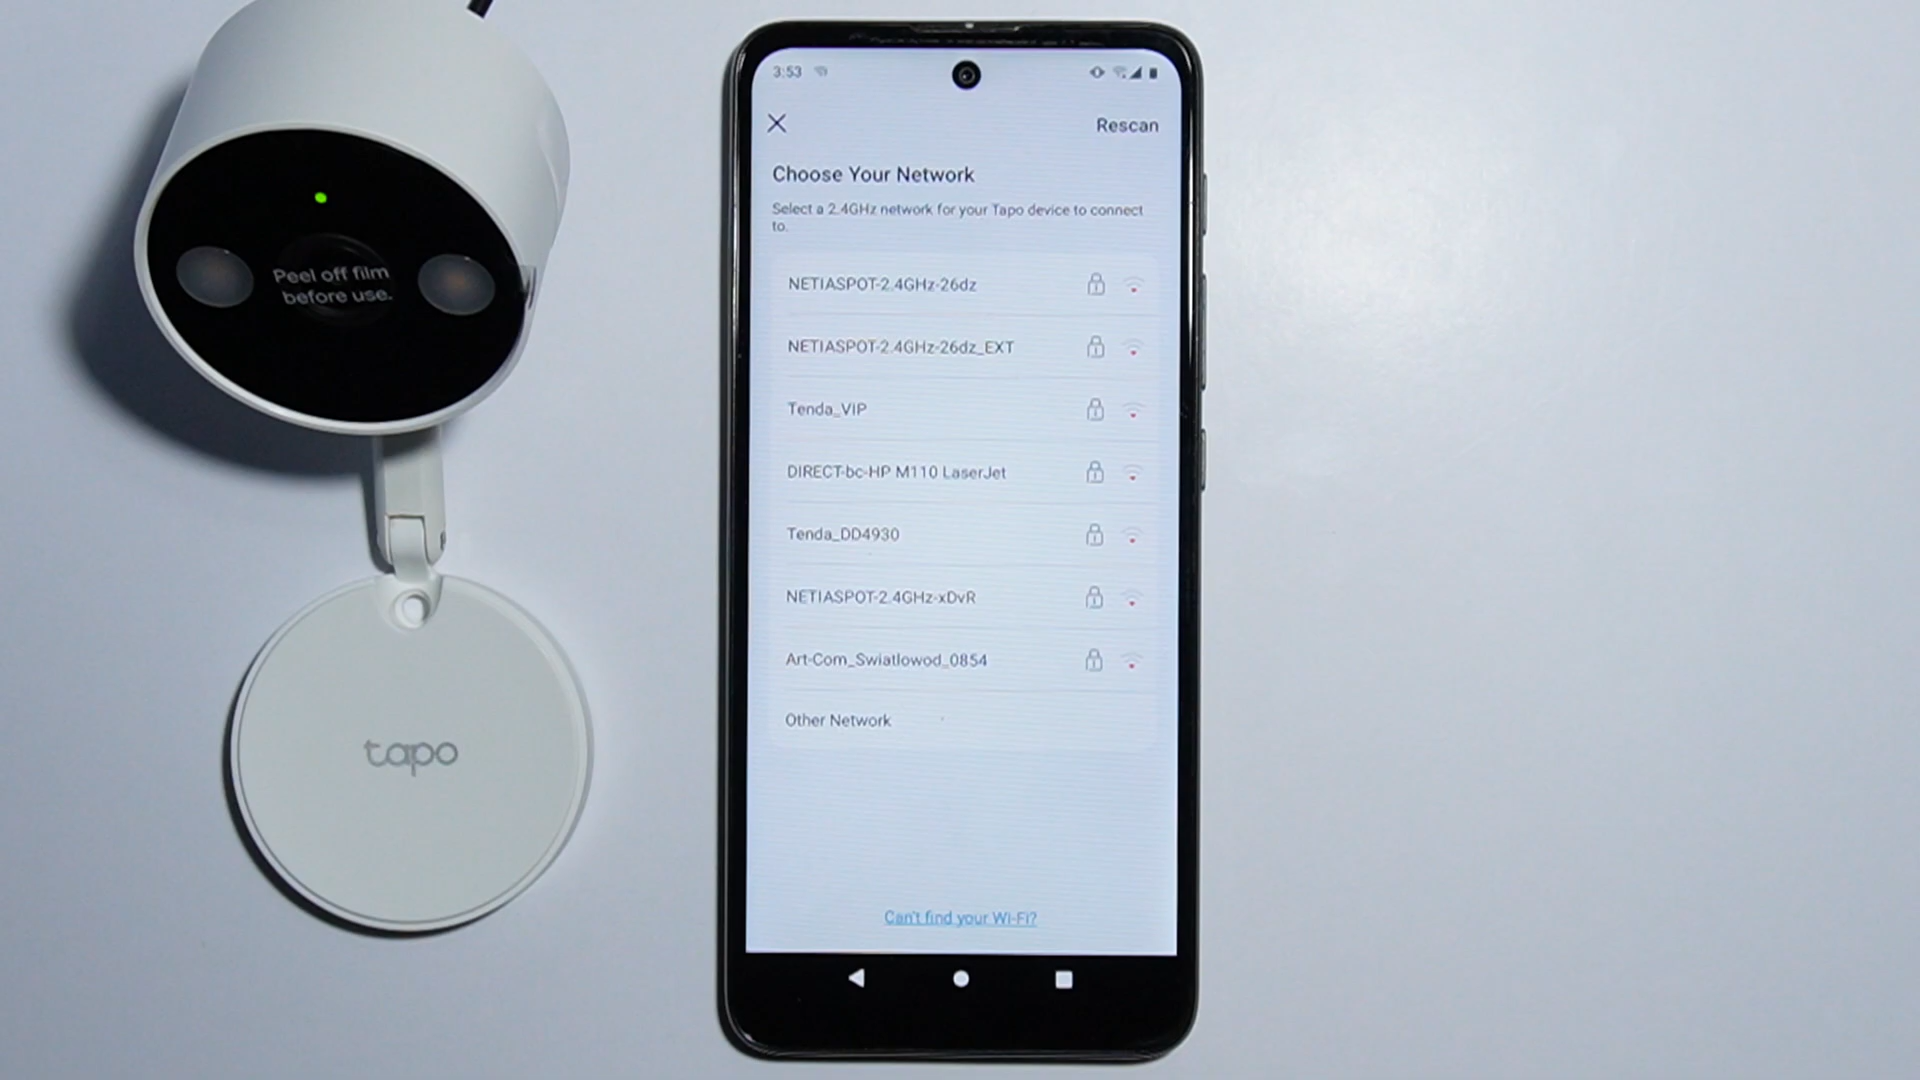 Peel off film
before use.
tapo
3:53
Rescan
Choose Your Network
Select a 2.4GHz network for your Tapo device to connect
to.
NETIASPOT-2.4GHz-26dz
NETIASPOT-2.4GHz-26dz_EXT
Tenda_VIP
DIRECT-bc-HP M110 LaserJet
Tenda_DD4930
NETIASPOT-2.4GHz-xDvR
Art-Com_Swiatlowod_0854
Other Network
Can't find your Wi-Fi?